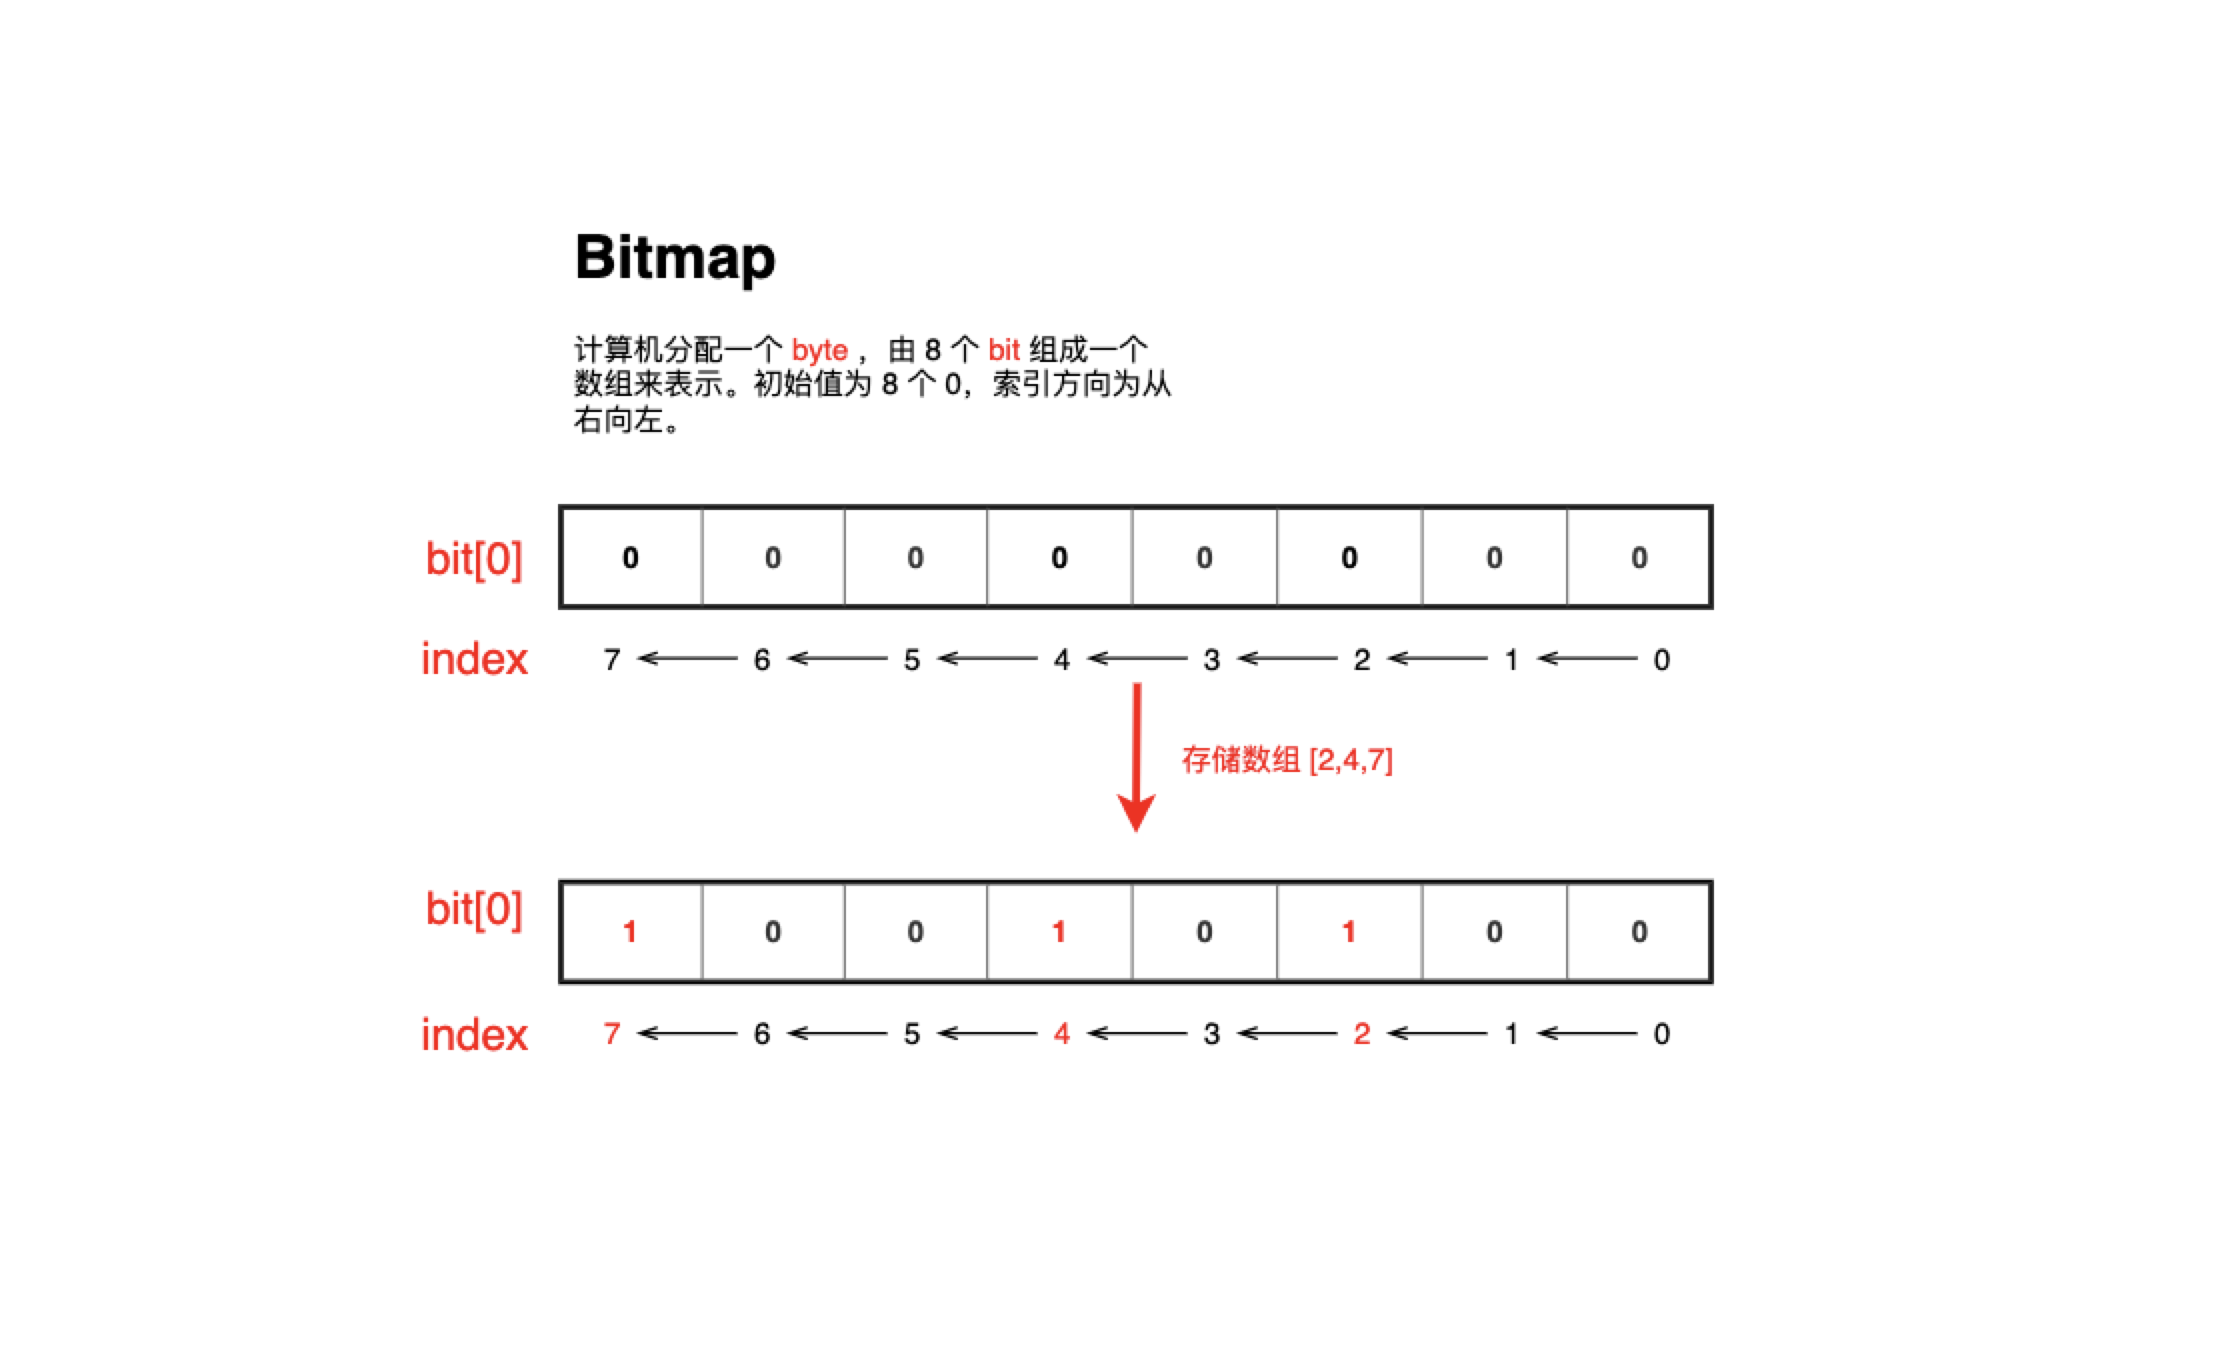 Bitmap
计算机分配一个 byte ，由 8 个 bit 组成一个
数组来表示。初始值为 8 个 0，索引方向为从
右向左。
bit[0] 0 0 0 0 0 0 0 0
index 7 6 5 4 3 2 1 0
存储数组 [2,4,7]
bit[0] 1 0 0 1 0 1 0 0
index 7 6 5 4 3 2 1 0